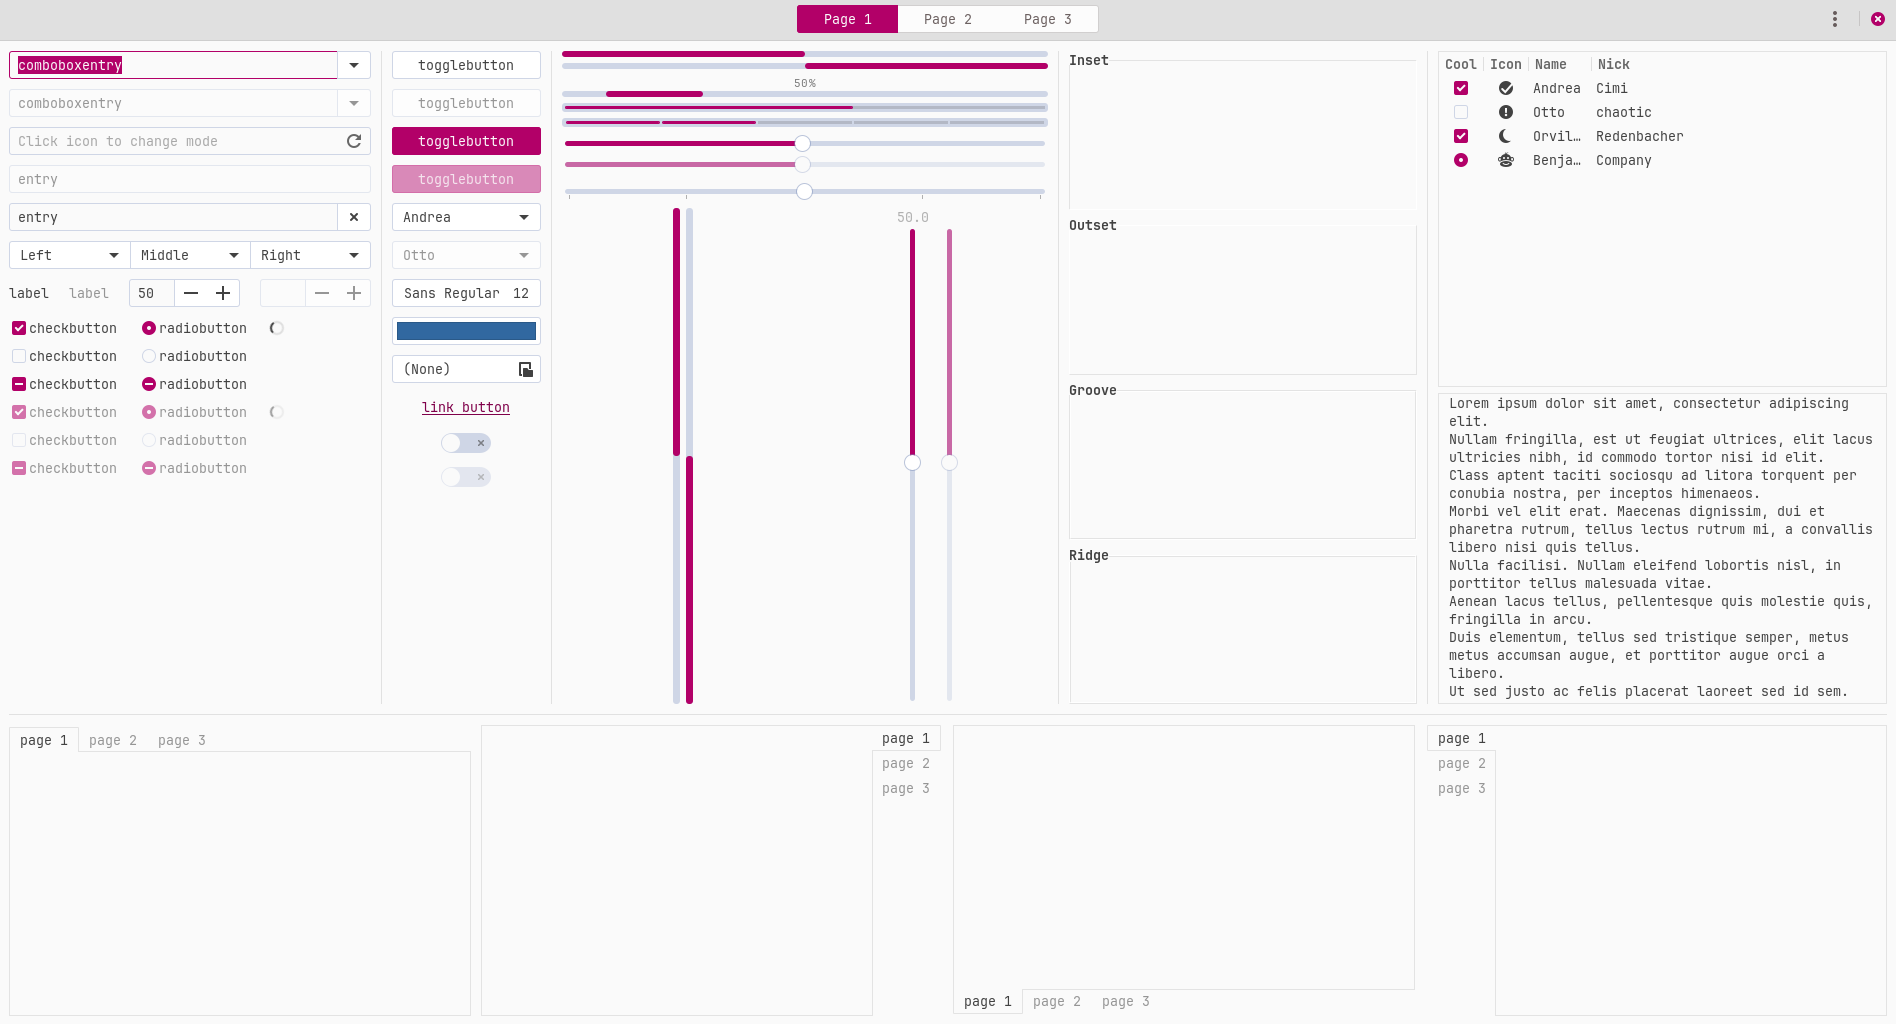 Page 1 Page 2 Page 3
comboboxentry
comboboxentry
Click icon to change mode
entry
entry
Left Middle Right
label label 50
checkbutton radiobutton
checkbutton radiobutton
checkbutton radiobutton
checkbutton radiobutton
checkbutton radiobutton
checkbutton radiobutton
togglebutton
togglebutton
togglebutton
togglebutton
Andrea
Otto
Sans Regular 12
(None)
link button
50%
50.0
Inset
Outset
Groove
Ridge
Cool Icon Name Nick
Andrea Cimi
Otto chaotic
Orvil… Redenbacher
Benja… Company
Lorem ipsum dolor sit amet, consectetur adipiscing
elit.
Nullam fringilla, est ut feugiat ultrices, elit lacus
ultricies nibh, id commodo tortor nisi id elit.
Class aptent taciti sociosqu ad litora torquent per
conubia nostra, per inceptos himenaeos.
Morbi vel elit erat. Maecenas dignissim, dui et
pharetra rutrum, tellus lectus rutrum mi, a convallis
libero nisi quis tellus.
Nulla facilisi. Nullam eleifend lobortis nisl, in
porttitor tellus malesuada vitae.
Aenean lacus tellus, pellentesque quis molestie quis,
fringilla in arcu.
Duis elementum, tellus sed tristique semper, metus
metus accumsan augue, et porttitor augue orci a
libero.
Ut sed justo ac felis placerat laoreet sed id sem.
page 1 page 2 page 3
page 1
page 2
page 3
page 1 page 2 page 3
page 1
page 2
page 3